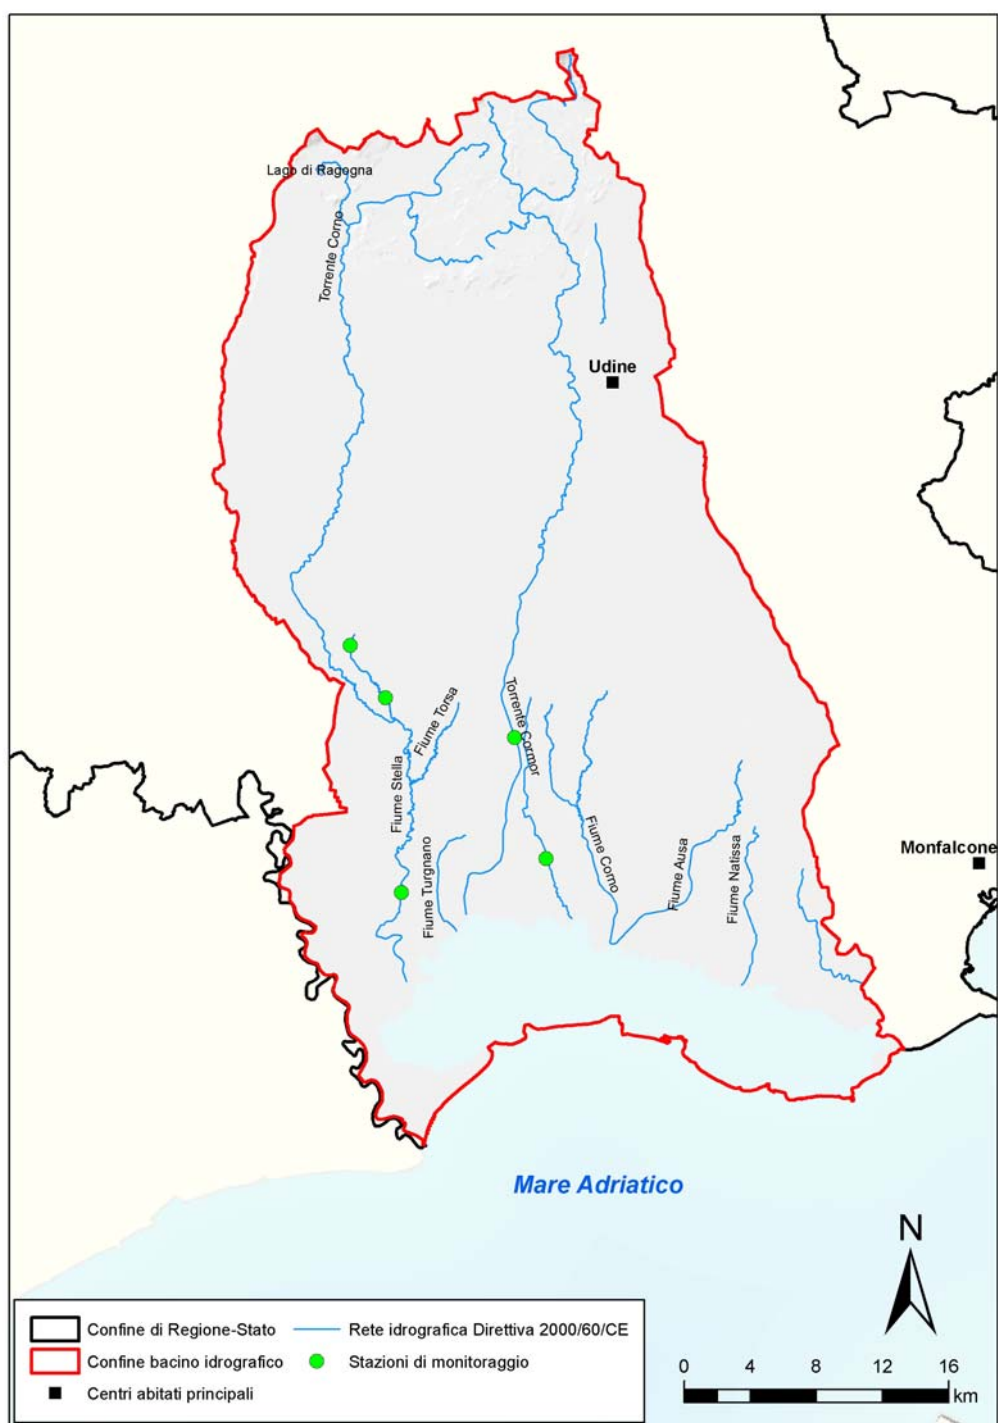 Lago di Ragogna
Torrente Corno
Udine
Fiume Torsa
Torrente Cormor
Fiume Stella
Fiume Turgnano
Fiume Corno
Fiume Ausa
Fiume Natissa
Monfalcone
Mare Adriatico
N
Confine di Regione-Stato
Rete idrografica Direttiva 2000/60/CE
Confine bacino idrografico
Stazioni di monitoraggio
Centri abitati principali
0 4 8 12 16
km